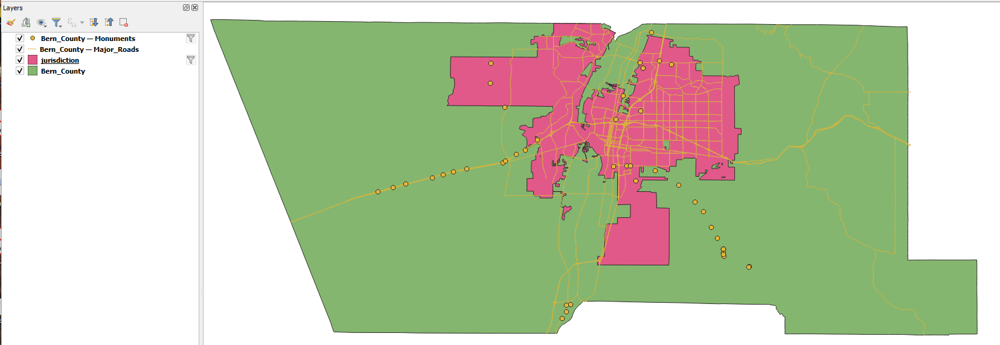 Layers
Bern_County — Monuments
Bern_County — Major_Roads
jurisdiction
Bern_County